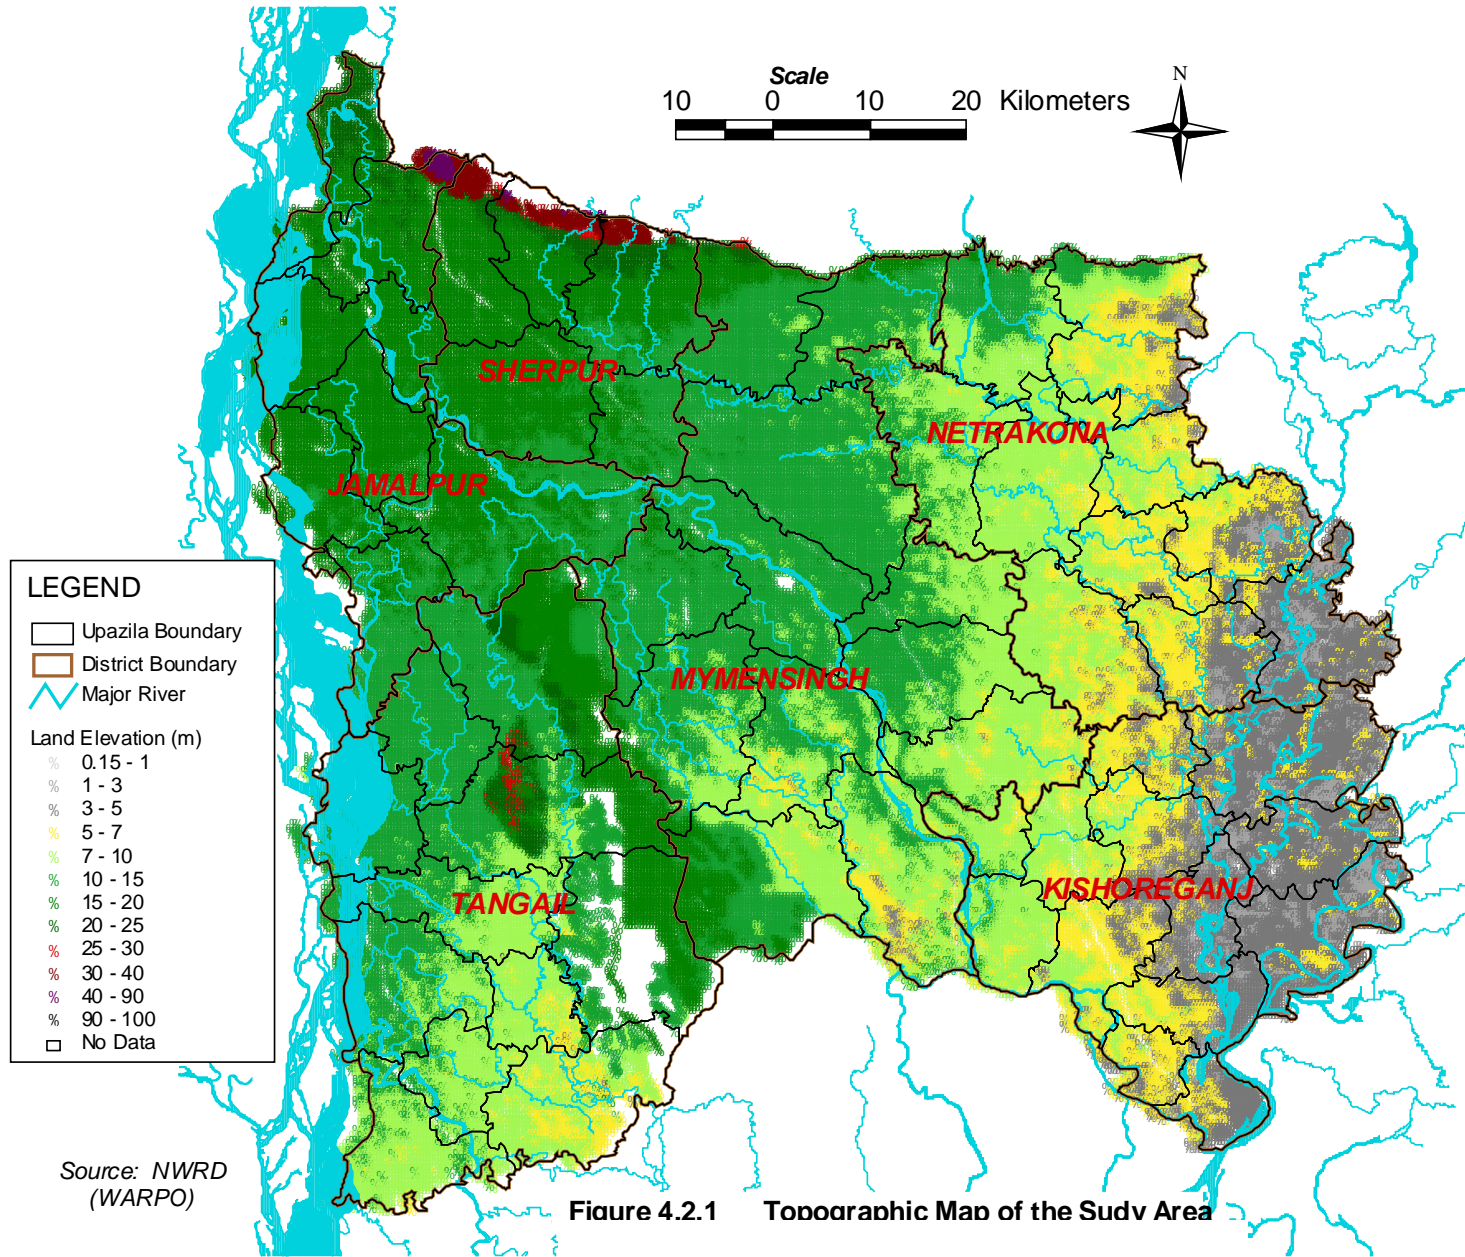 Scale
10 0 10 20 Kilometers
N
SHERPUR
NETRAKONA
JAMALPUR
LEGEND
Upazila Boundary
District Boundary
Major River
Land Elevation (m)
% 0.15 - 1
% 1 - 3
% 3 - 5
% 5 - 7
% 7 - 10
% 10 - 15
% 15 - 20
% 20 - 25
% 25 - 30
% 30 - 40
% 40 - 90
% 90 - 100
No Data
MYMENSINGH
TANGAIL
KISHOREGANJ
Source: NWRD
(WARPO)
Figure 4.2.1 Topographic Map of the Sudy Area